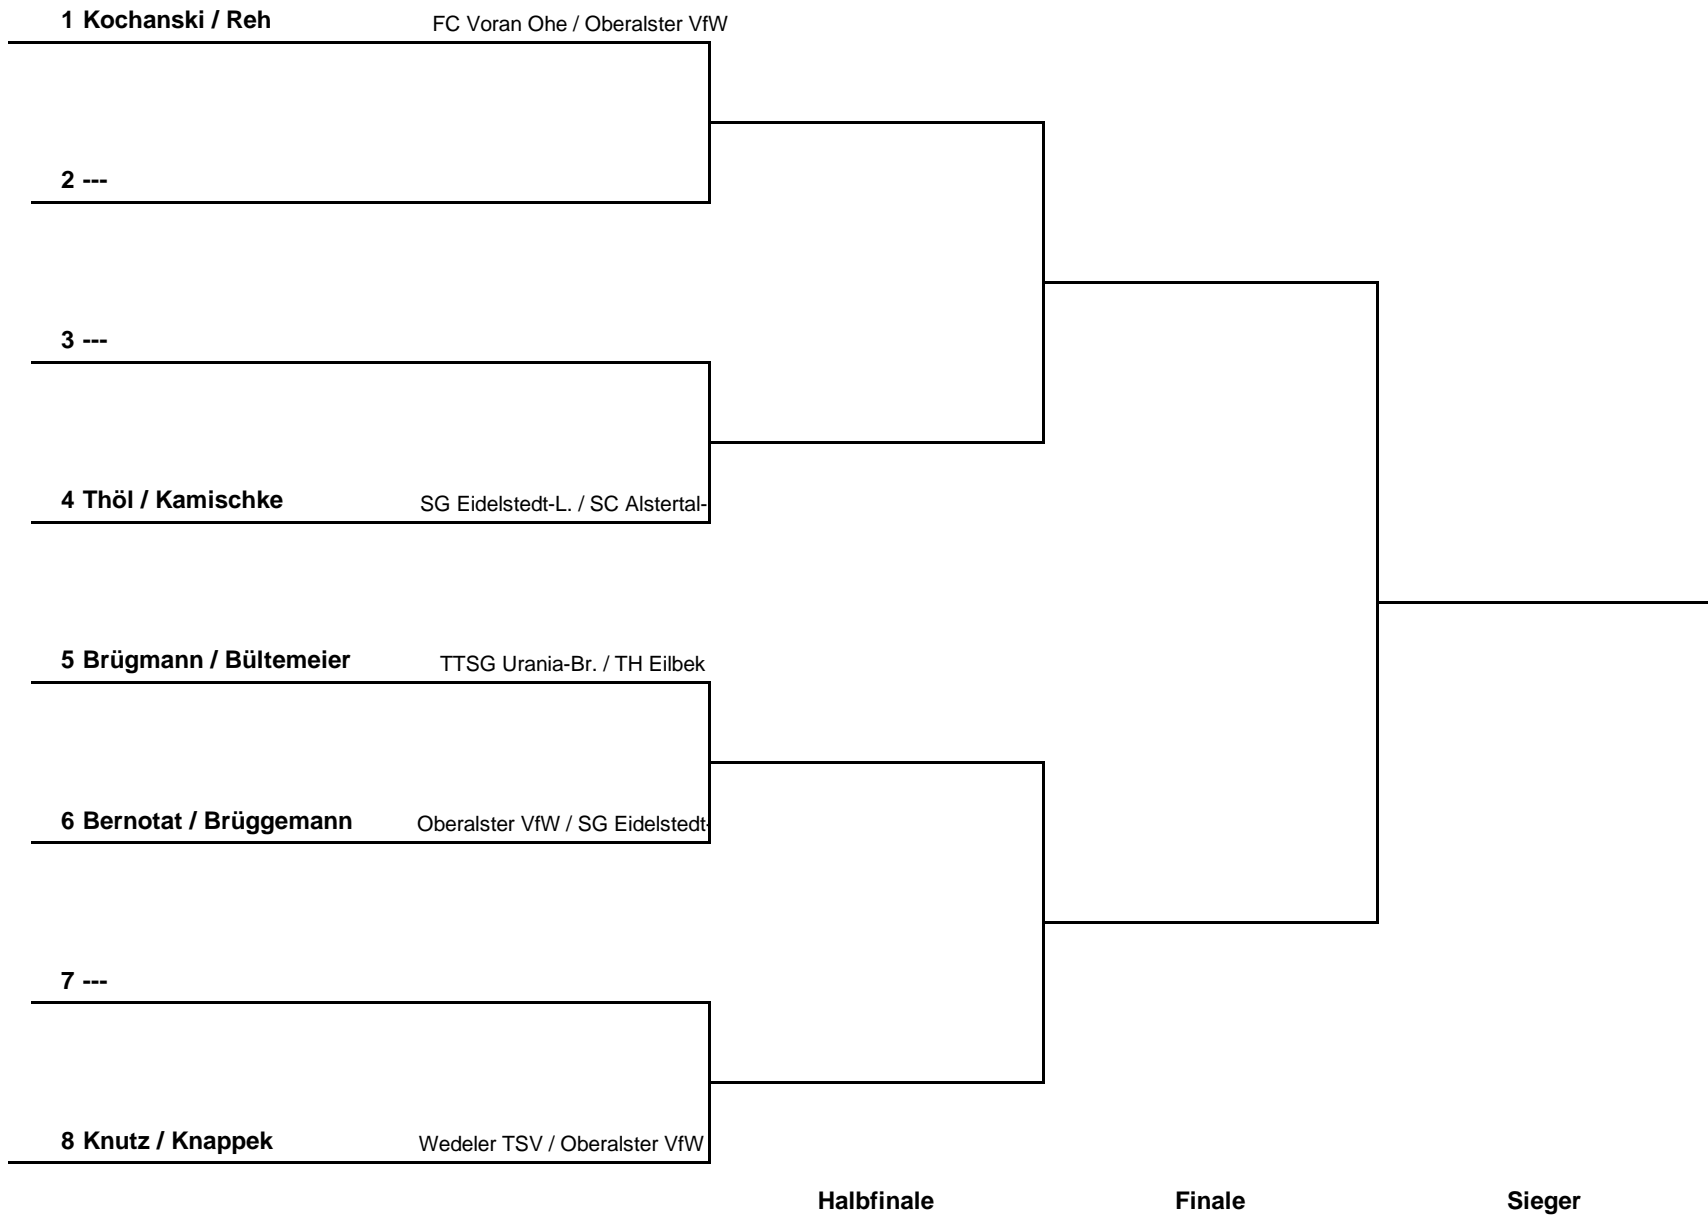 1 Kochanski / Reh FC Voran Ohe / Oberalster VfW
2 ---
3 ---
4 Thöl / Kamischke SG Eidelstedt-L. / SC Alstertal-
5 Brügmann / Bültemeier TTSG Urania-Br. / TH Eilbek
6 Bernotat / Brüggemann Oberalster VfW / SG Eidelstedt-
7 ---
8 Knutz / Knappek Wedeler TSV / Oberalster VfW
Halbfinale Finale Sieger